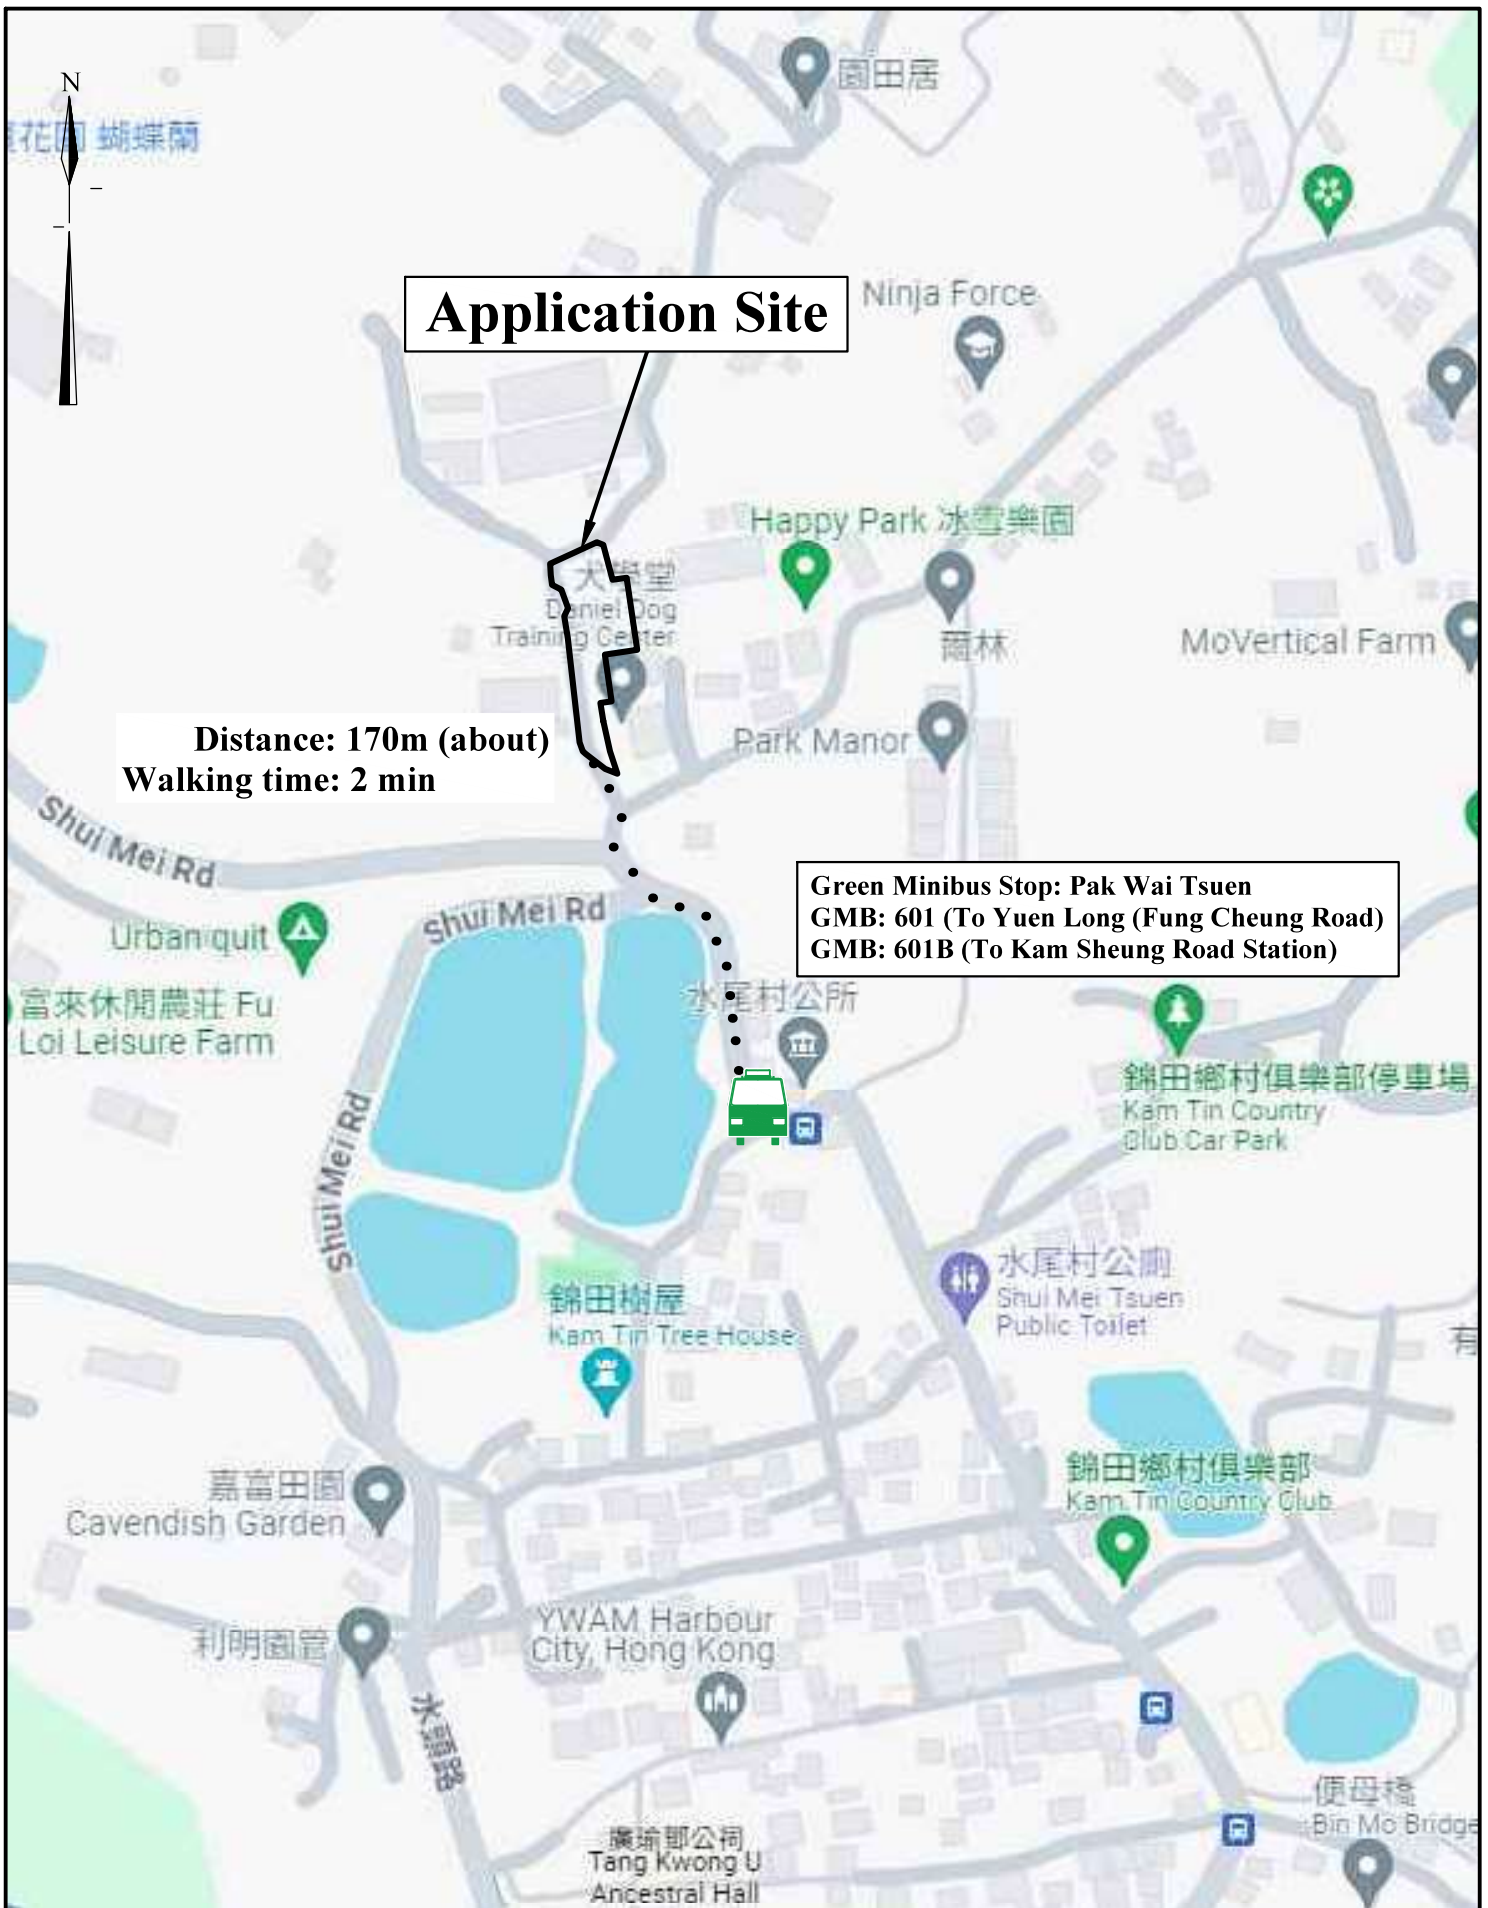 N
園田居
花園 蝴蝶蘭
Application Site
Ninja Force
Happy Park 冰雪樂園
犬學堂
Daniel Dog
Training Center
爾林
MoVertical Farm
Distance: 170m (about)
Walking time: 2 min
Park Manor
Shui Mei Rd
Shui Mei Rd
Green Minibus Stop: Pak Wai Tsuen
GMB: 601 (To Yuen Long (Fung Cheung Road)
GMB: 601B (To Kam Sheung Road Station)
Urban quit
水尾村公所
富來休閒農莊 Fu
Loi Leisure Farm
錦田鄉村俱樂部停車場
Kam Tin Country
Club Car Park
Shui Mei Rd
水尾村公廁
Shui Mei Tsuen
Public Toilet
錦田樹屋
Kam Tin Tree House
有
錦田鄉村俱樂部
Kam Tin Country Club
嘉富田園
Cavendish Garden
YWAM Harbour
City, Hong Kong
利明園管
水頭路
便母橋
Bin Mo Bridge
廣瑜鄧公祠
Tang Kwong U
Ancestral Hall